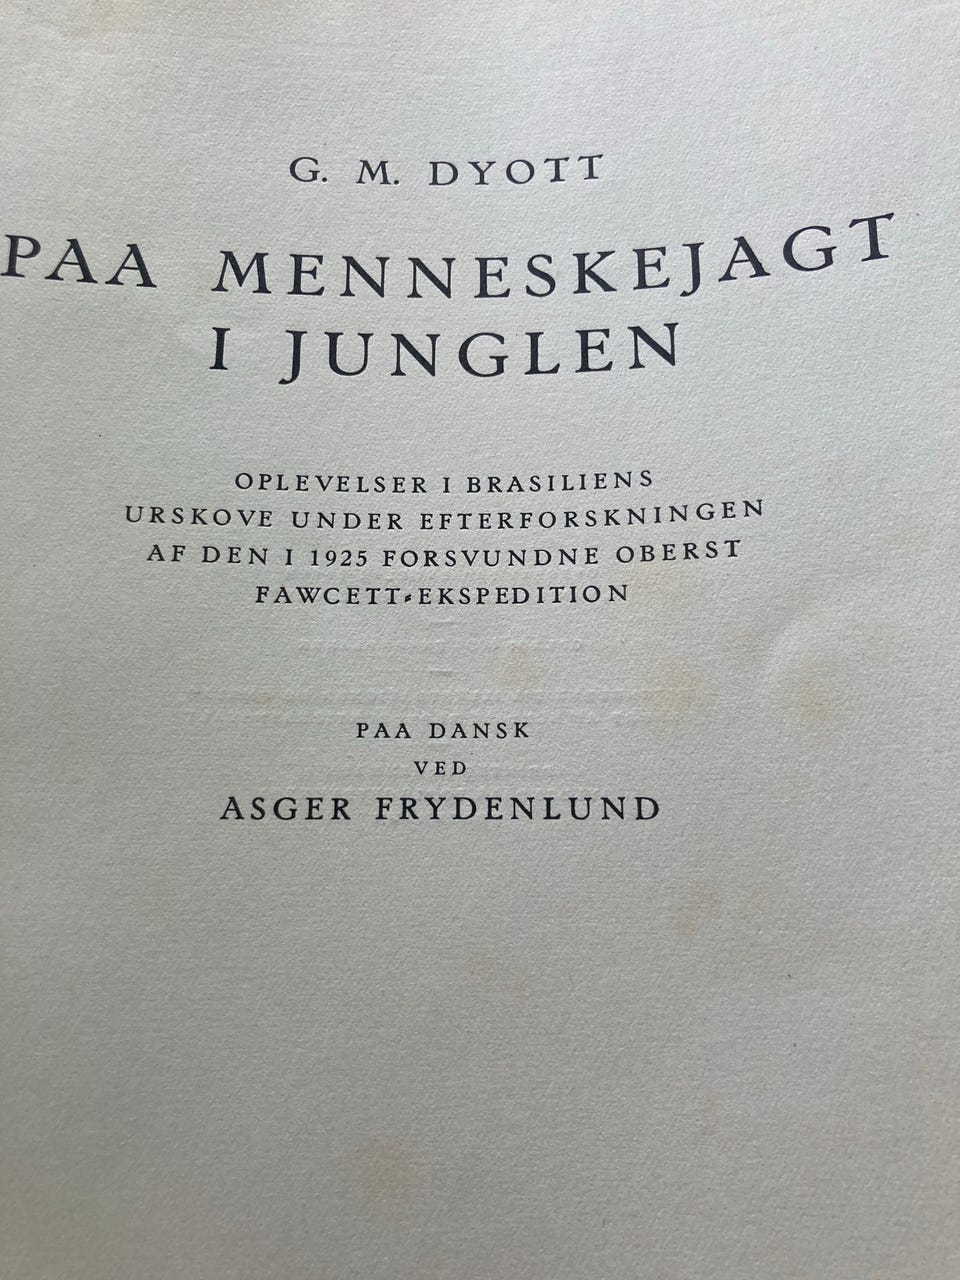 G. M. DYOTT
PAA MENNESKEJAGT
I JUNGLEN
OPLEVELSER I BRASILIENS
URSKOVE UNDER EFTERFORSKNINGEN
AF DEN I 1925 FORSVUNDNE OBERST
FAWCETT-EKSPEDITION
PAA DANSK
VED
ASGER FRYDENLUND